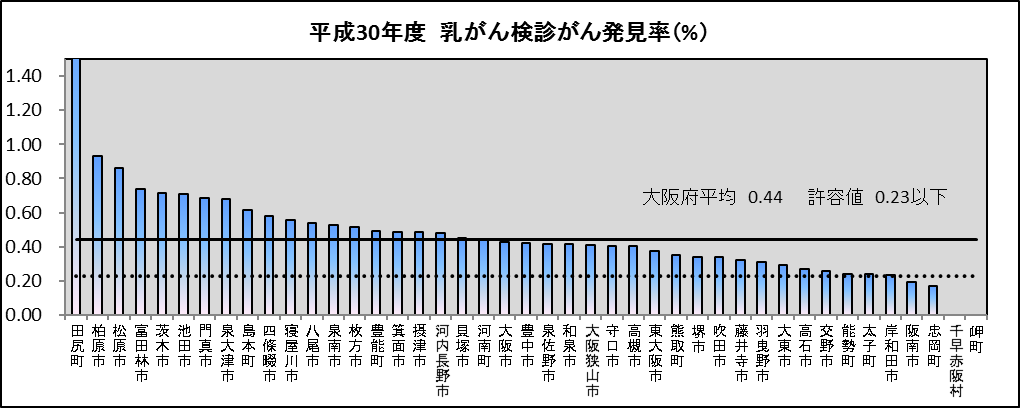 平成30年度 乳がん検診がん発見率(%)
1.40
1.20
1.00
0.80
0.60
0.40
0.20
0.00
大阪府平均 0.44 許容値 0.23以下
田尻町
柏原市
松原市
富田林市
茨木市
池田市
門真市
泉大津市
島本町
四條畷市
寝屋川市
八尾市
泉南市
枚方市
豊能町
箕面市
摂津市
河内長野市
貝塚市
河南町
大阪市
豊中市
泉佐野市
和泉市
大阪狭山市
守口市
高槻市
東大阪市
熊取町
堺市
吹田市
藤井寺市
羽曳野市
大東市
高石市
交野市
能勢町
太子町
岸和田市
阪南市
忠岡町
千早赤阪村
岬町